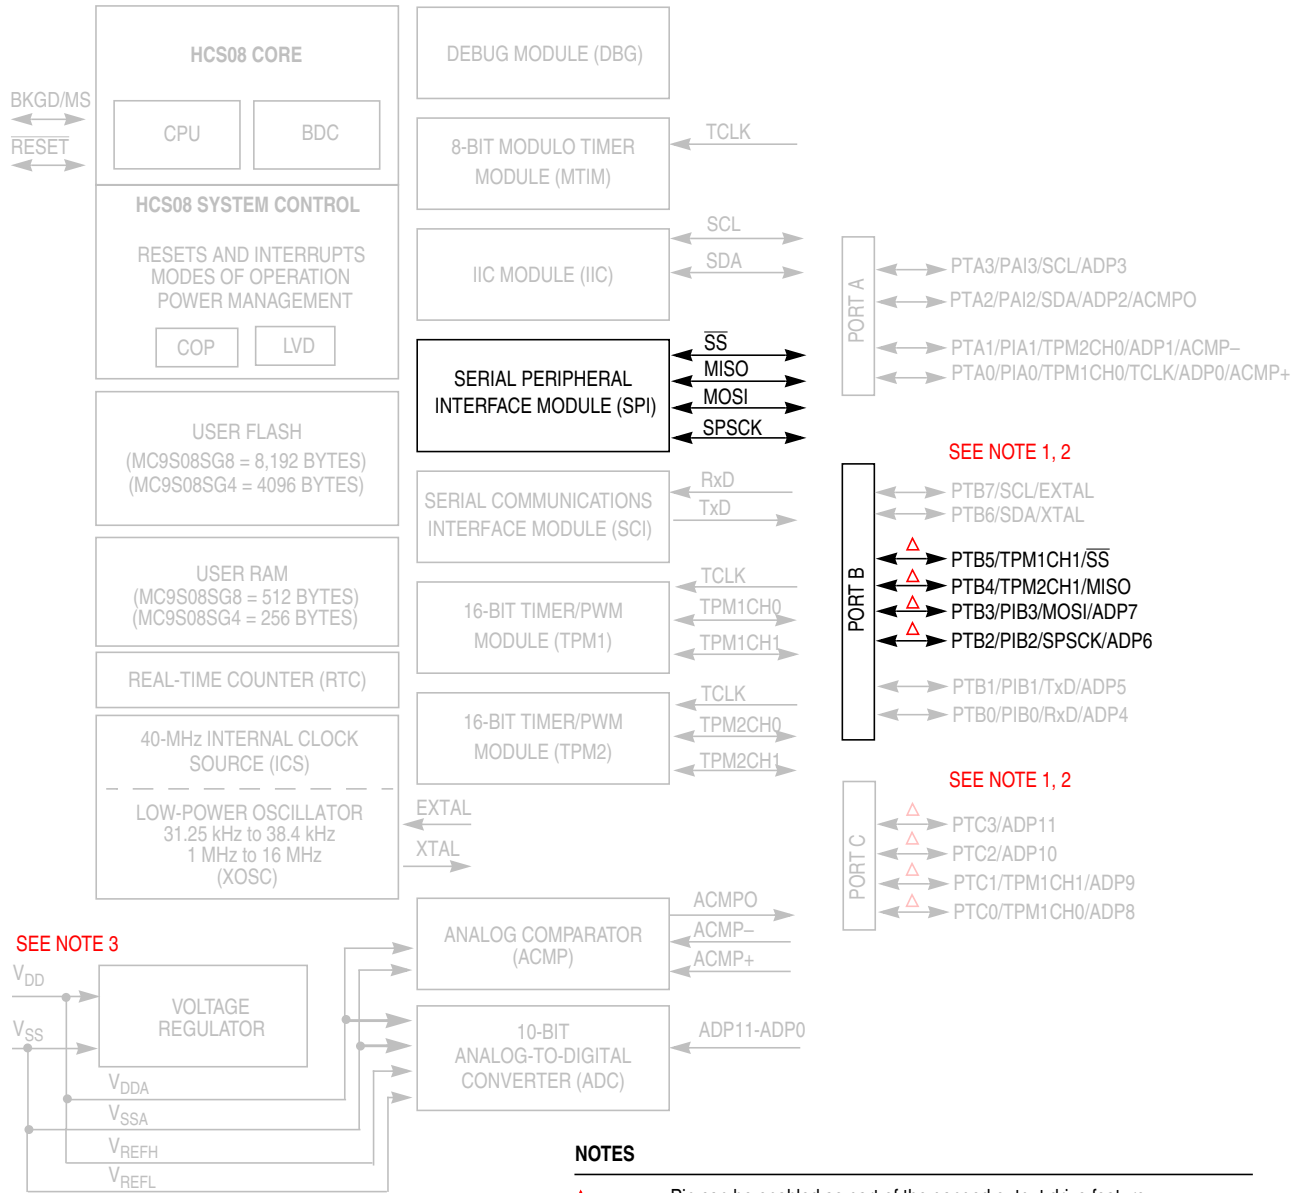 HCS08 CORE
CPU
BDC
BKGD/MS
RESET
HCS08 SYSTEM CONTROL
RESETS AND INTERRUPTS
MODES OF OPERATION
POWER MANAGEMENT
COP
LVD
USER FLASH
(MC9S08SG8 = 8,192 BYTES)
(MC9S08SG4 = 4096 BYTES)
USER RAM
(MC9S08SG8 = 512 BYTES)
(MC9S08SG4 = 256 BYTES)
REAL-TIME COUNTER (RTC)
40-MHz INTERNAL CLOCK
SOURCE (ICS)
LOW-POWER OSCILLATOR
31.25 kHz to 38.4 kHz
1 MHz to 16 MHz
(XOSC)
EXTAL
XTAL
SEE NOTE 3
VDD
VSS
VOLTAGE
REGULATOR
VDDA
VSSA
VREFH
VREFL
DEBUG MODULE (DBG)
8-BIT MODULO TIMER
MODULE (MTIM)
TCLK
IIC MODULE (IIC)
SCL
SDA
SERIAL PERIPHERAL
INTERFACE MODULE (SPI)
SS
MISO
MOSI
SPSCK
SERIAL COMMUNICATIONS
INTERFACE MODULE (SCI)
RxD
TxD
16-BIT TIMER/PWM
MODULE (TPM1)
TCLK
TPM1CH0
TPM1CH1
16-BIT TIMER/PWM
MODULE (TPM2)
TCLK
TPM2CH0
TPM2CH1
ANALOG COMPARATOR
(ACMP)
ACMPO
ACMP–
ACMP+
10-BIT
ANALOG-TO-DIGITAL
CONVERTER (ADC)
ADP11-ADP0
PORT A
PTA3/PAI3/SCL/ADP3
PTA2/PAI2/SDA/ADP2/ACMPO
PTA1/PIA1/TPM2CH0/ADP1/ACMP–
PTA0/PIA0/TPM1CH0/TCLK/ADP0/ACMP+
SEE NOTE 1, 2
PORT B
PTB7/SCL/EXTAL
PTB6/SDA/XTAL
Δ PTB5/TPM1CH1/SS
Δ PTB4/TPM2CH1/MISO
Δ PTB3/PIB3/MOSI/ADP7
Δ PTB2/PIB2/SPSCK/ADP6
PTB1/PIB1/TxD/ADP5
PTB0/PIB0/RxD/ADP4
SEE NOTE 1, 2
PORT C
Δ PTC3/ADP11
Δ PTC2/ADP10
Δ PTC1/TPM1CH1/ADP9
Δ PTC0/TPM1CH0/ADP8
NOTES